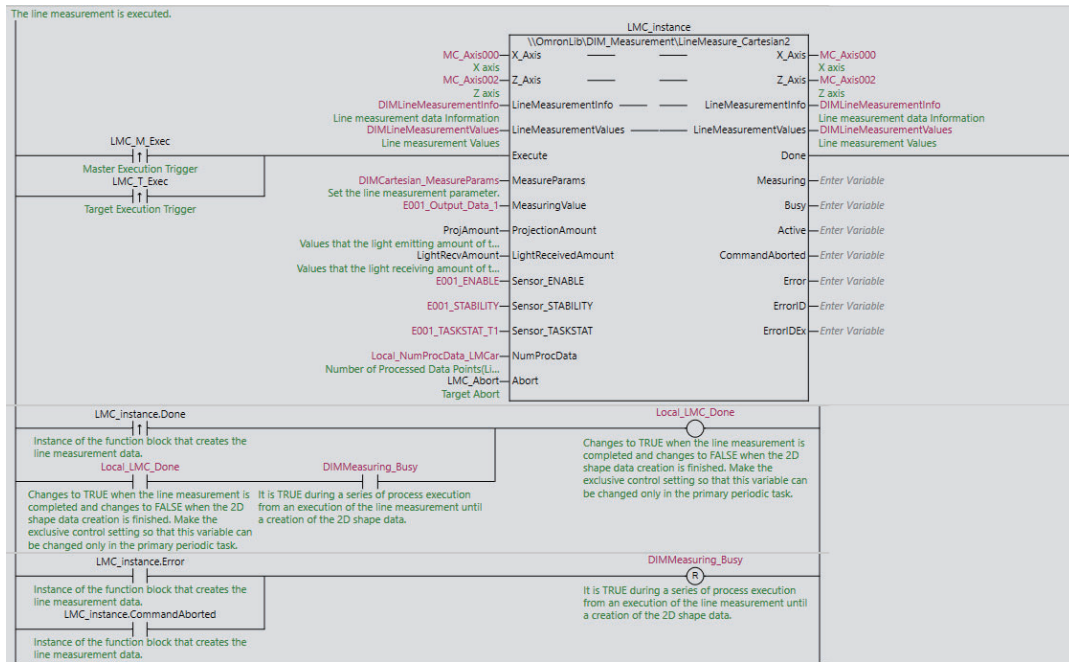 The line measurement is executed.
LMC_instance
\\OmronLib\DIM_Measurement\LineMeasure_Cartesian2
MC_Axis000 X_Axis X_Axis MC_Axis000
X axis X axis
MC_Axis002 Z_Axis Z_Axis MC_Axis002
Z axis Z axis
DIMLineMeasurementInfo LineMeasurementInfo LineMeasurementInfo DIMLineMeasurementInfo
Line measurement data Information Line measurement data Information
DIMLineMeasurementValues LineMeasurementValues LineMeasurementValues DIMLineMeasurementValues
Line measurement Values Line measurement Values
LMC_M_Exec
Execute Done
Master Execution Trigger
LMC_T_Exec
Target Execution Trigger
DIMCartesian_MeasureParams MeasureParams Measuring Enter Variable
Set the line measurement parameter.
E001_Output_Data_1 MeasuringValue Busy Enter Variable
ProjAmount ProjectionAmount Active Enter Variable
Values that the light emitting amount of t...
LightRecvAmount LightReceivedAmount CommandAborted Enter Variable
Values that the light receiving amount of t...
E001_ENABLE Sensor_ENABLE Error Enter Variable
E001_STABILITY Sensor_STABILITY ErrorID Enter Variable
E001_TASKSTAT_T1 Sensor_TASKSTAT ErrorIDEx Enter Variable
Local_NumProcData_LMCar NumProcData
Number of Processed Data Points(Li...
LMC_Abort Abort
Target Abort
LMC_instance.Done Local_LMC_Done
Instance of the function block that creates the
line measurement data.
Changes to TRUE when the line measurement is
completed and changes to FALSE when the 2D
shape data creation is finished. Make the
exclusive control setting so that this variable can
be changed only in the primary periodic task.
Local_LMC_Done DIMMeasuring_Busy
Changes to TRUE when the line measurement is
completed and changes to FALSE when the 2D
shape data creation is finished. Make the
exclusive control setting so that this variable can
be changed only in the primary periodic task.
It is TRUE during a series of process execution
from an execution of the line measurement until
a creation of the 2D shape data.
LMC_instance.Error DIMMeasuring_Busy
R
Instance of the function block that creates the
line measurement data.
It is TRUE during a series of process execution
from an execution of the line measurement until
a creation of the 2D shape data.
LMC_instance.CommandAborted
Instance of the function block that creates the
line measurement data.